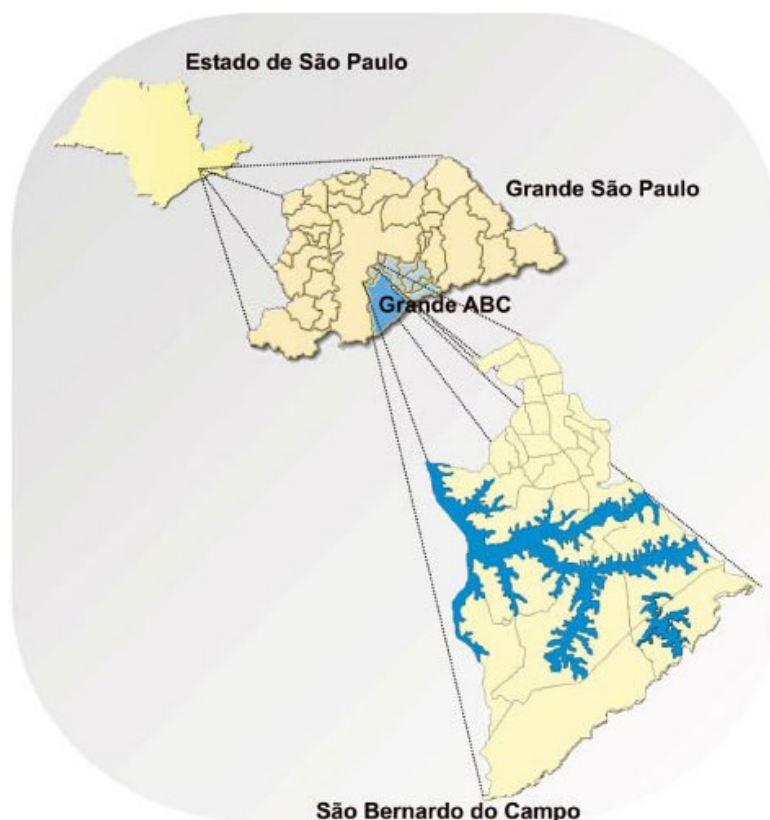 Estado de São Paulo
Grande São Paulo
Grande ABC
São Bernardo do Campo